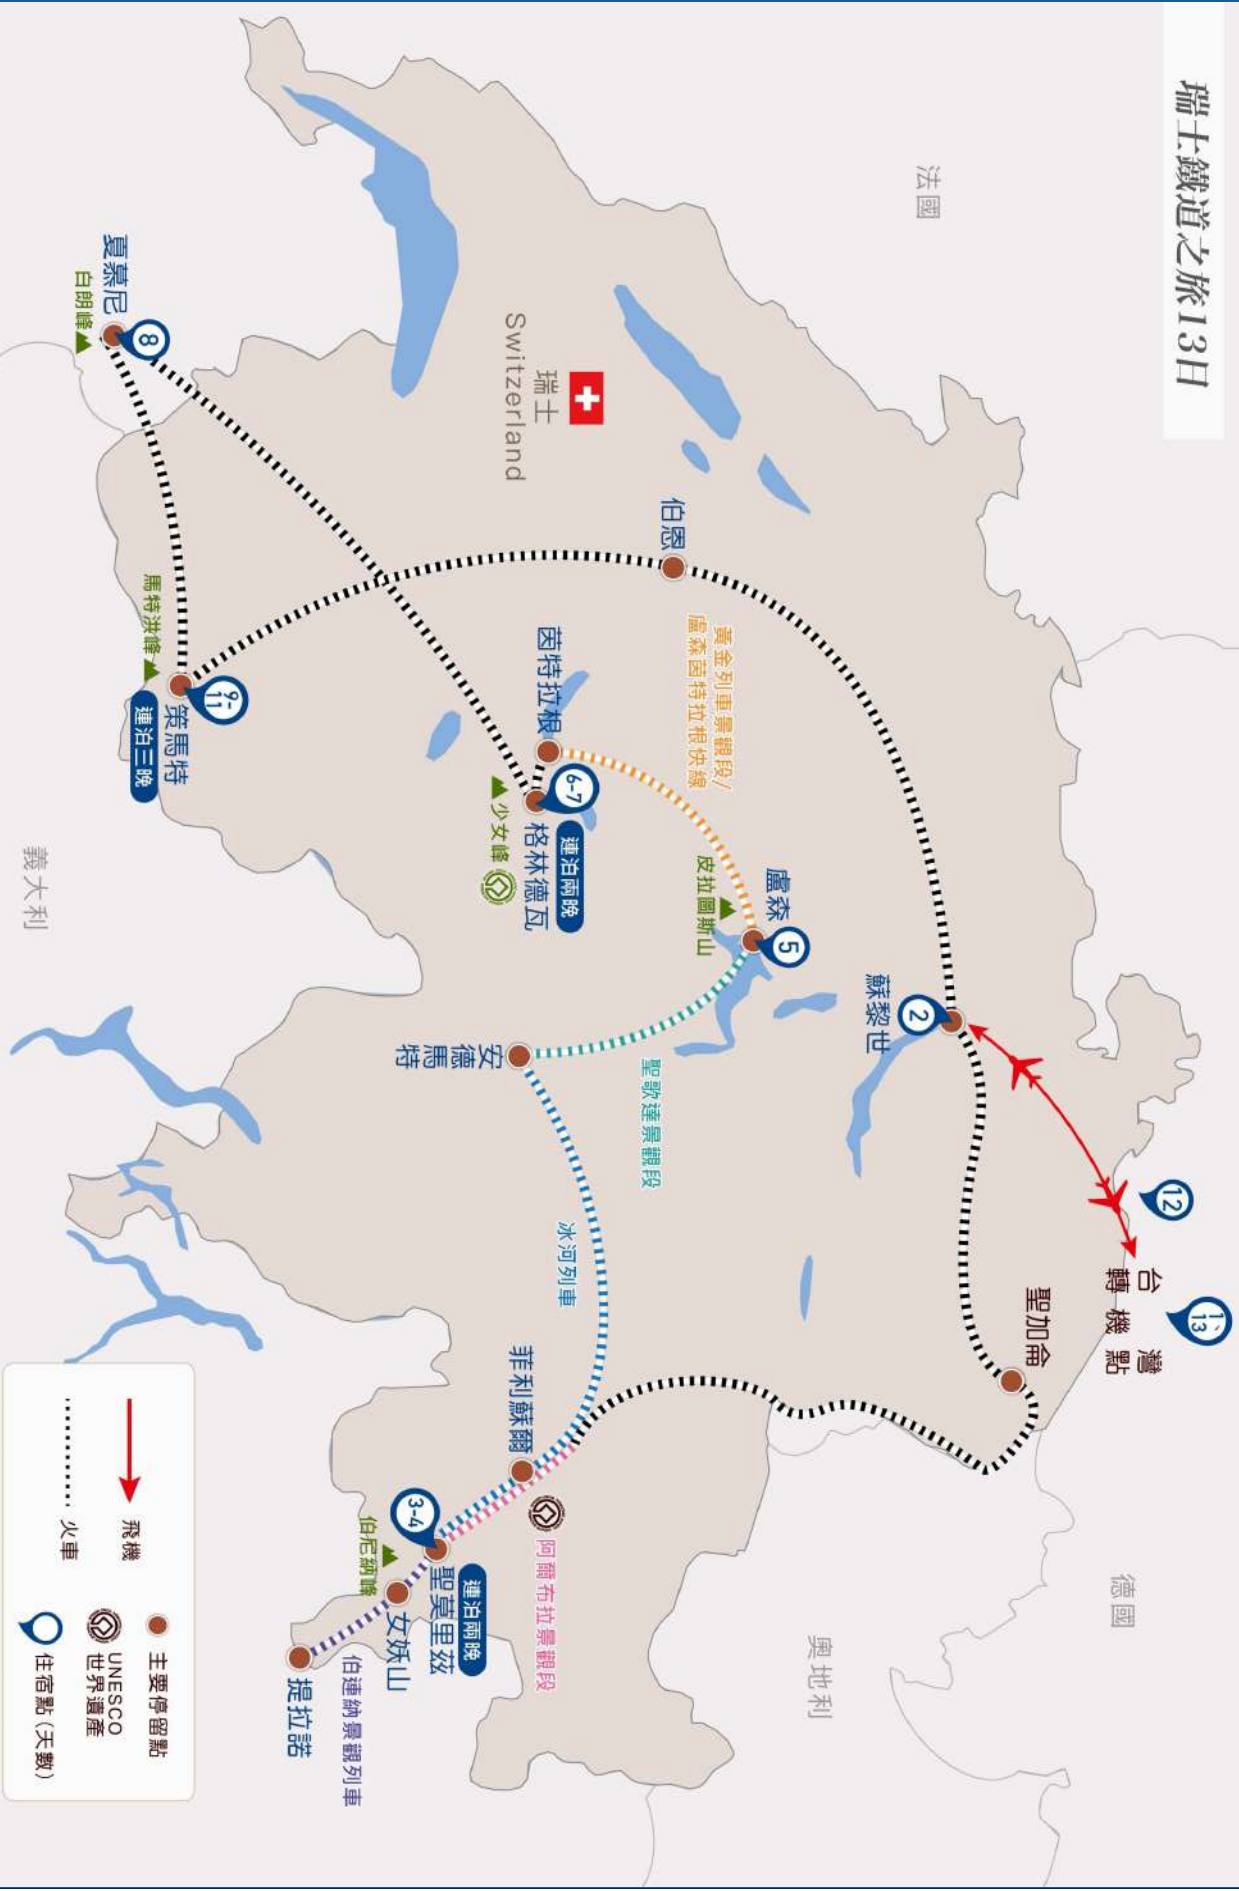 瑞士鐵道之旅13日
法國
德國
奧地利
義大利
瑞士
Switzerland
台灣
轉機點
1、
13
12
聖加倫
蘇黎世
2
伯恩
黃金列車景觀段/
盧森茵特拉根快線
盧森
5
皮拉圖斯山
聖歌達景觀段
茵特拉根
6-7
連泊兩晚
格林德瓦
少女峰
安
德
馬
特
冰河列車
菲利蘇爾
阿爾布拉景觀段
3-4
連泊兩晚
聖莫里茲
伯尼納峰
女妖山
伯連納景觀列車
提拉諾
夏慕尼
白朗峰
8
馬特洪峰
9-
11
策馬特
連泊三晚
飛機
火車
主要停留點
UNESCO
世界遺產
住宿點(天數)